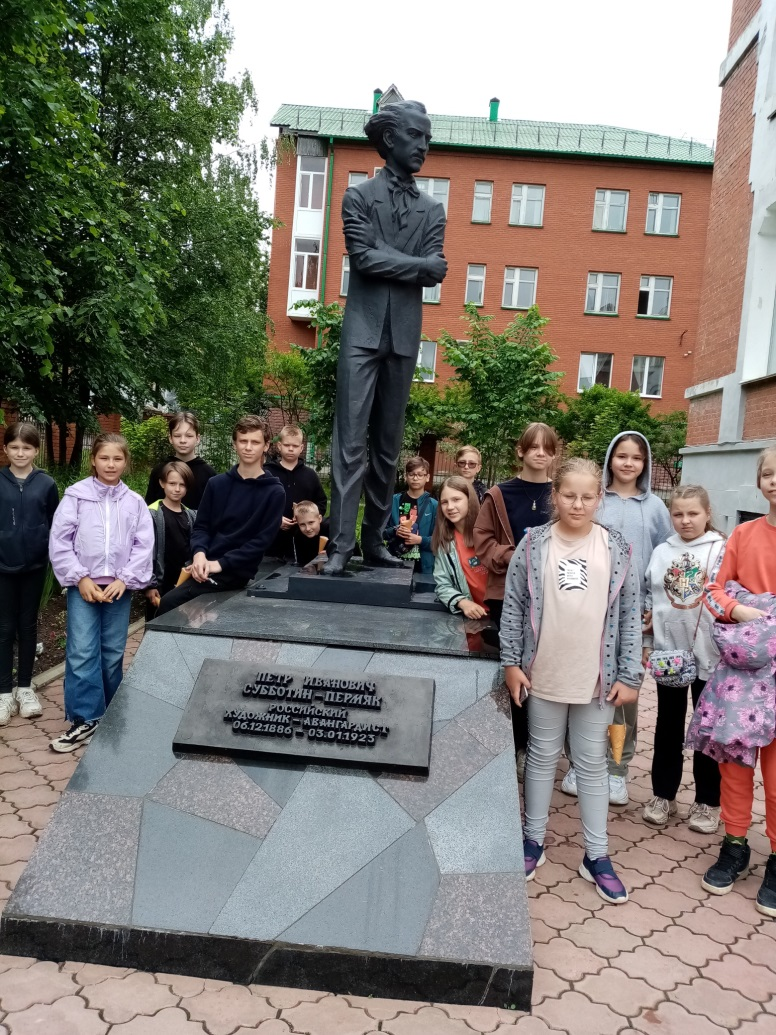 ПЕТР ИВАНОВИЧ
СУББОТИН-ПЕРМЯК
РОССИЙСКИЙ
ХУДОЖНИК-АВАНГАРДИСТ
06.12.1886 - 03.01.1923